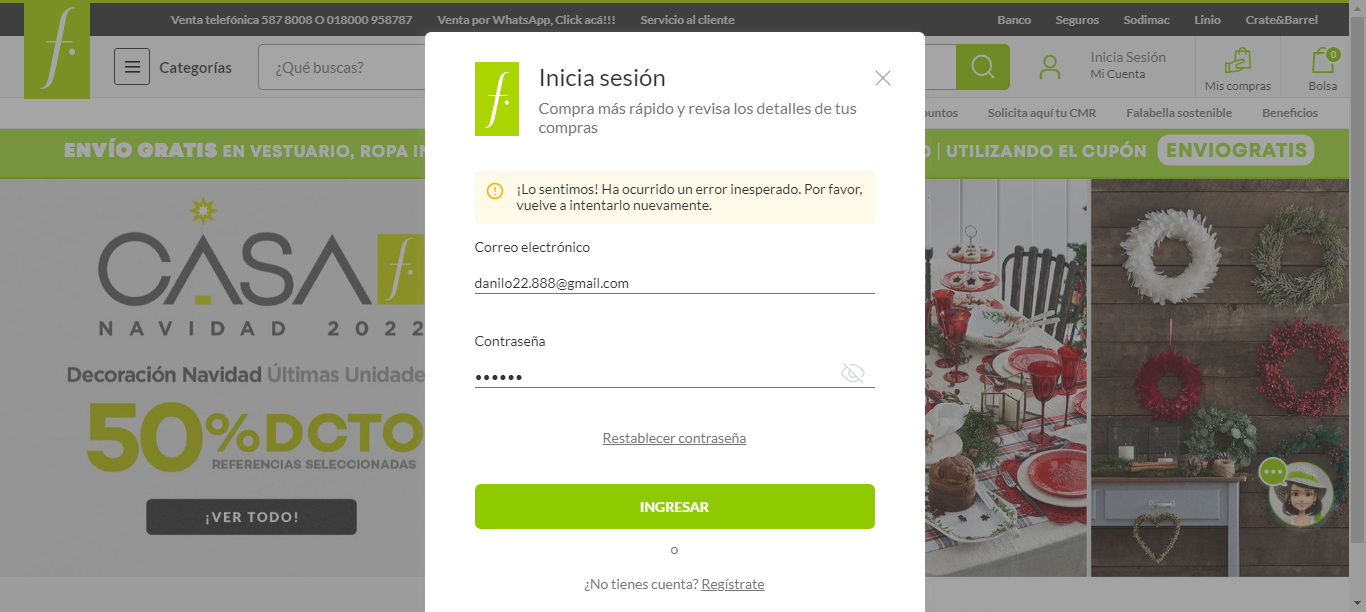 Venta telefónica 587 8008 O 018000 958787 Venta por WhatsApp, Click acá!!! Servicio al cliente Banco Seguros Sodimac Linio Crate&Barrel
f.
Categorías
¿Qué buscas?
Inicia Sesión
Mi Cuenta
Mis compras
0
Bolsa
Solicita aquí tu CMR Falabella sostenible Beneficios
ENVÍO GRATIS EN VESTUARIO, ROPA
| UTILIZANDO EL CUPÓN ENVIOGRATIS
CASA f.
NAVIDAD 2022
Decoración Navidad Últimas Unidade
50% DCTO
REFERENCIAS SELECCIONADAS
¡VER TODO!
f.
Inicia sesión
Compra más rápido y revisa los detalles de tus
compras
¡Lo sentimos! Ha ocurrido un error inesperado. Por favor,
vuelve a intentarlo nuevamente.
Correo electrónico
danilo22.888@gmail.com
Contraseña
••••••
Restablecer contraseña
INGRESAR
o
¿No tienes cuenta? Regístrate